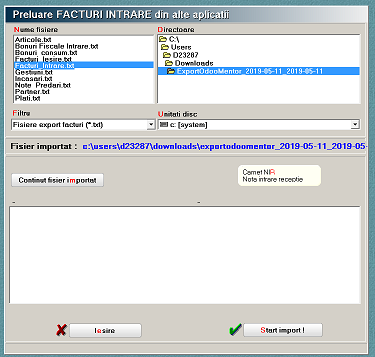 Preluare FACTURI INTRARE din alte aplicatii
Nume fisiere
Directoare
Articole.txt
Bonuri Fiscale Intrare.txt
Bonuri_consum.txt
Facturi_Iesire.txt
Facturi_Intrare.txt
Gestiuni.txt
Incasari.txt
Note_Predari.txt
Partner.txt
Plati.txt
C:\
Users
D23287
Downloads
ExportOdooMentor_2019-05-11_2019-05-11
Filtru
Unitati disc
Fisiere export facturi (*.txt)
c: [system]
Fisier importat : c:\users\d23287\downloads\exportodoomentor_2019-05-11_2019-05-
Continut fisier importat
Carnet NIR
Nota intrare receptie
Iesire
Start import !